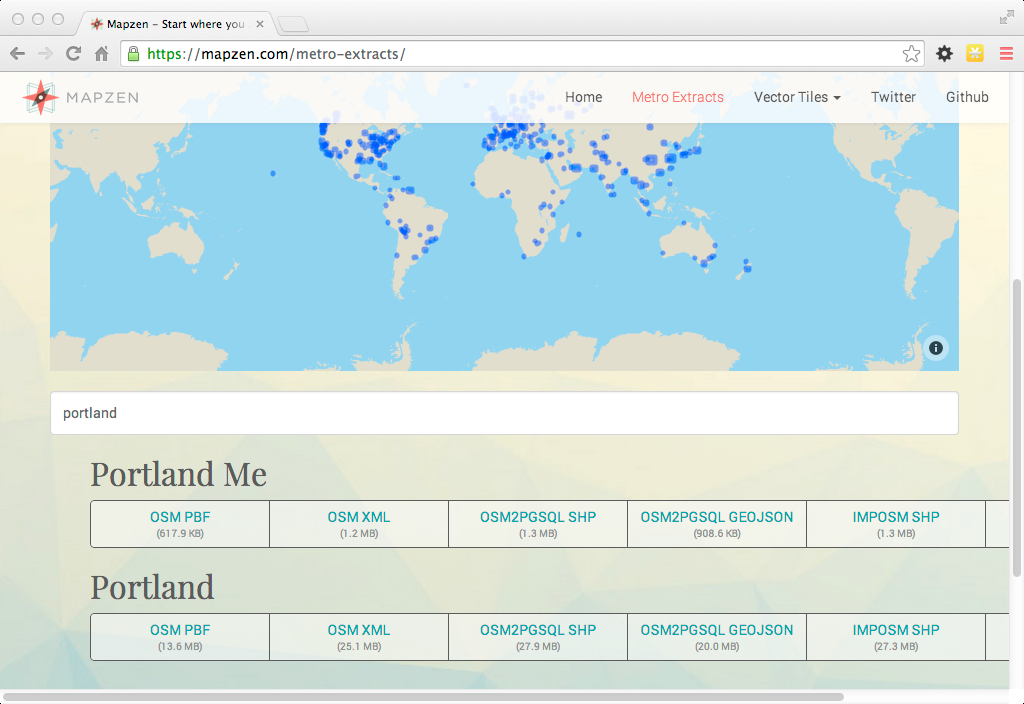 Mapzen – Start where you
https://mapzen.com/metro-extracts/
MAPZEN
Home
Metro Extracts
Vector Tiles
Twitter
Github
portland
Portland Me
OSM PBF
(617.9 KB)
OSM XML
(1.2 MB)
OSM2PGSQL SHP
(1.3 MB)
OSM2PGSQL GEOJSON
(908.6 KB)
IMPOSM SHP
(1.3 MB)
Portland
OSM PBF
(13.6 MB)
OSM XML
(25.1 MB)
OSM2PGSQL SHP
(27.9 MB)
OSM2PGSQL GEOJSON
(20.0 MB)
IMPOSM SHP
(27.3 MB)